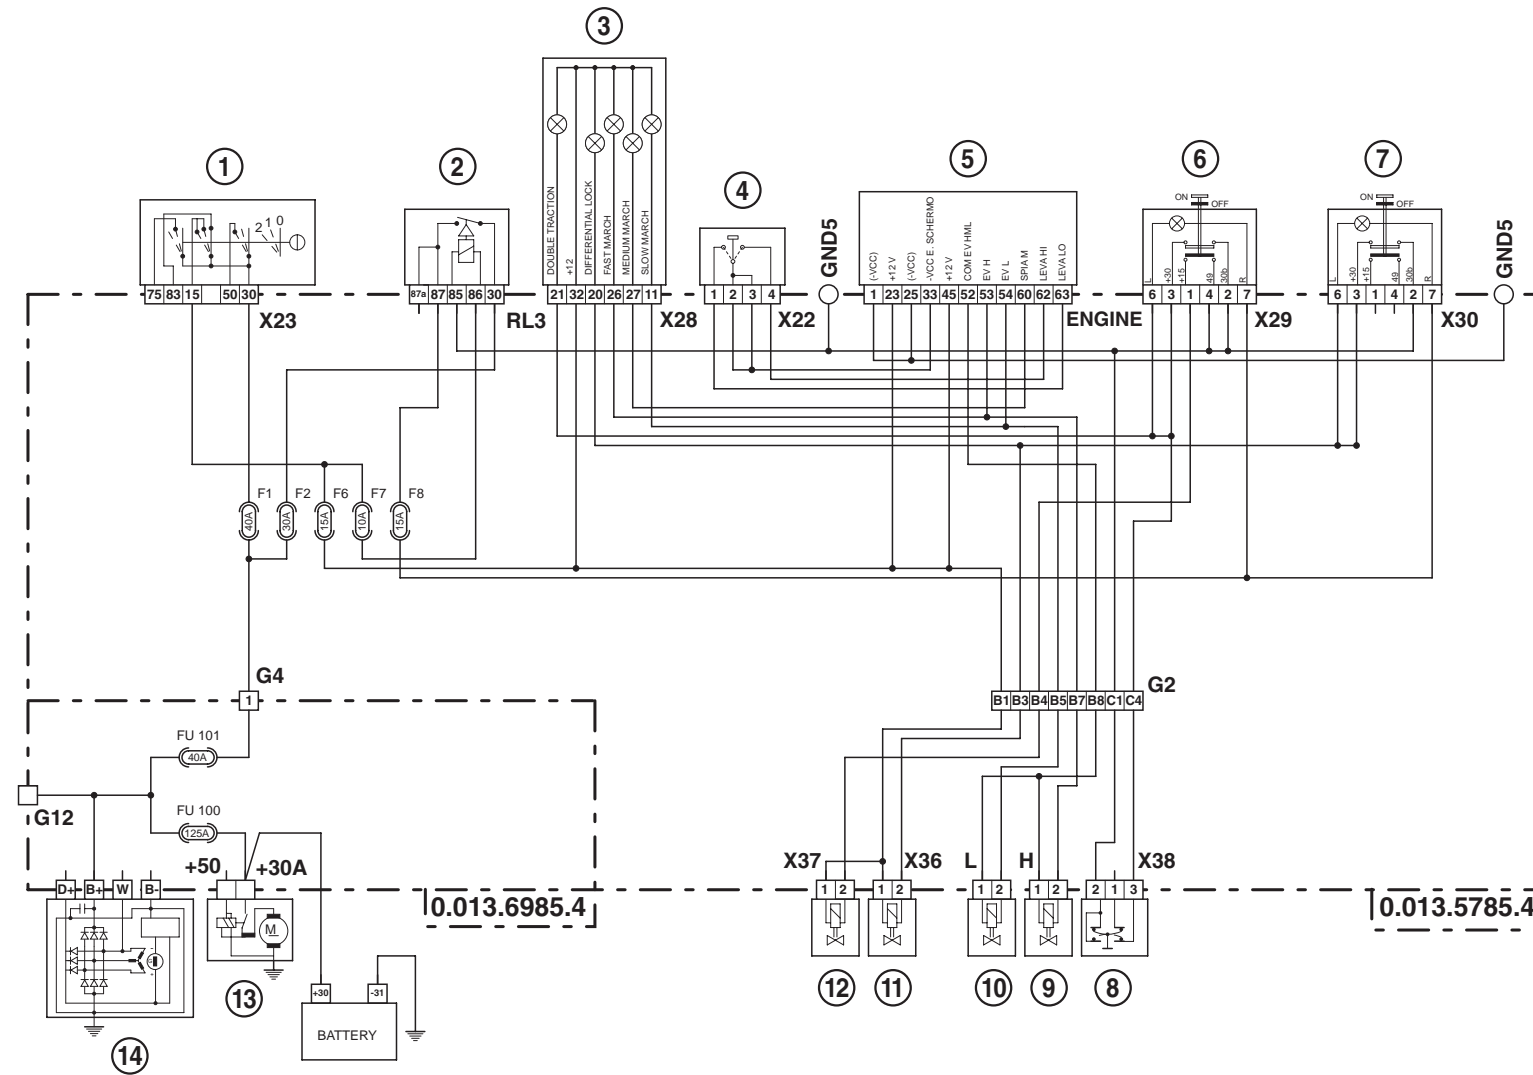 3
1
2
4
5
6
7
2 1 0
DOUBLE TRACTION
+12
DIFFERENTIAL LOCK
FAST MARCH
MEDIUM MARCH
SLOW MARCH
GND5
(-VCC)
+12 V
(-VCC)
-VCC E. SCHERMO
+12 V
COM EV HML
EV H
EV L
SPIA M
LEVA HI
LEVA LO
ON OFF
L +30 +15 49 30b R
ON OFF
L +30 +15 49 30b R
GND5
75 83 15 50 30
87a 87 85 86 30
21 32 20 26 27 11
1 2 3 4
1 23 25 33 45 52 53 54 60 62 63
6 3 1 4 2 7
6 3 1 4 2 7
X23
RL3
X28
X22
ENGINE
X29
X30
F1 F2 F6 F7 F8
40A 30A 15A 10A 15A
G4
1
G2
B1 B3 B4 B5 B7 B8 C1 C4
FU 101
40A
G12
FU 100
125A
+50 +30A
X37 X36 L H X38
D+ B+ W B-
1 2 1 2 1 2 1 2 2 1 3
0.013.6985.4
0.013.5785.4
M
G
12 11 10 9 8
13
+30 -31
BATTERY
14